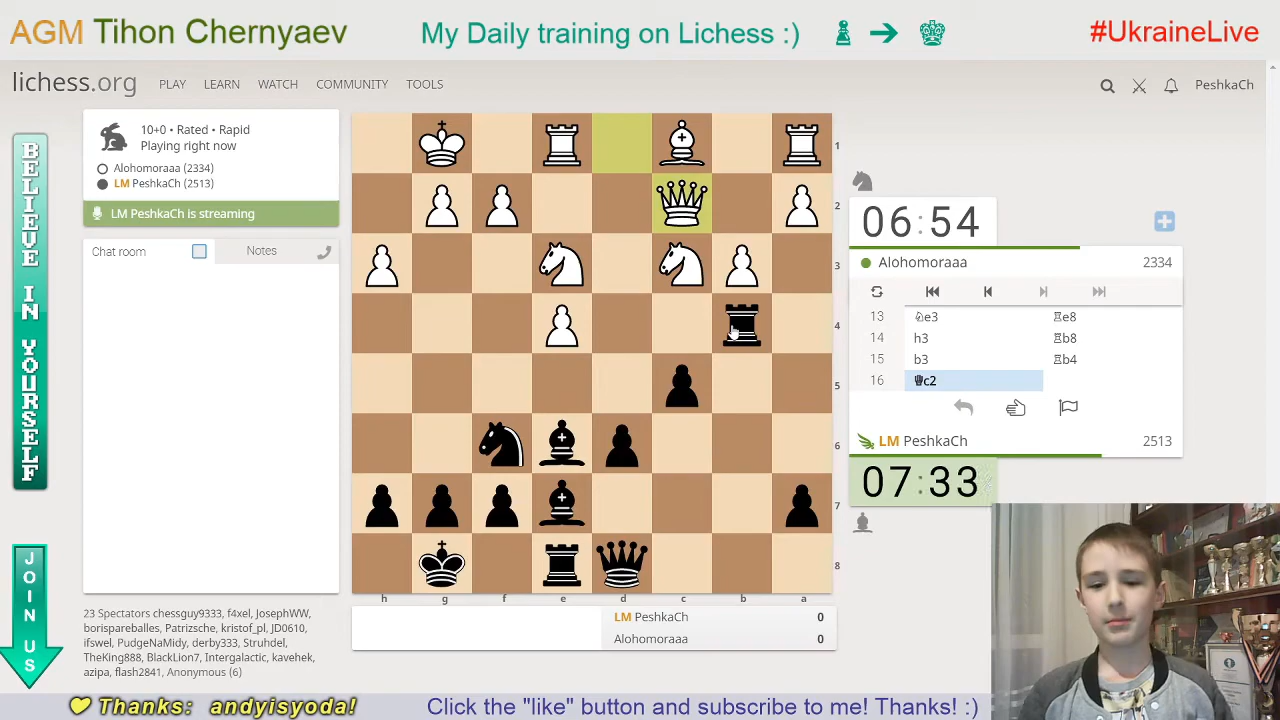 AGM Tihon Chernyaev
My Daily training on Lichess :)
#UkraineLive
lichess.org
PLAY LEARN WATCH COMMUNITY TOOLS
PeshkaCh
BELIEVE IN YOURSELF
JOIN US
10+0 • Rated • Rapid
Playing right now
Alohomoraaa (2334)
LM PeshkaCh (2513)
LM PeshkaCh is streaming
Chat room
Notes
23 Spectators chessguy9333, f4xel, JosephWW,
borispareballes, Patrizsche, kristof_pl, JD0610,
ifswel, PudgeNaMidy, derby333, Struhdel,
TheKing888, BlackLion7, Intergalactic, kavehek,
azipa, flash2841, Anonymous (6)
1
2
3
4
5
6
7
8
h g f e d c b a
LM PeshkaCh 0
Alohomoraaa 0
06:54
Alohomoraaa 2334
13 ♘e3 ♖e8
14 h3 ♖b8
15 b3 ♖b4
16 ♕c2
LM PeshkaCh 2513
07:33
Thanks: andyisyoda!
Click the "like" button and subscribe to me! Thanks! :)